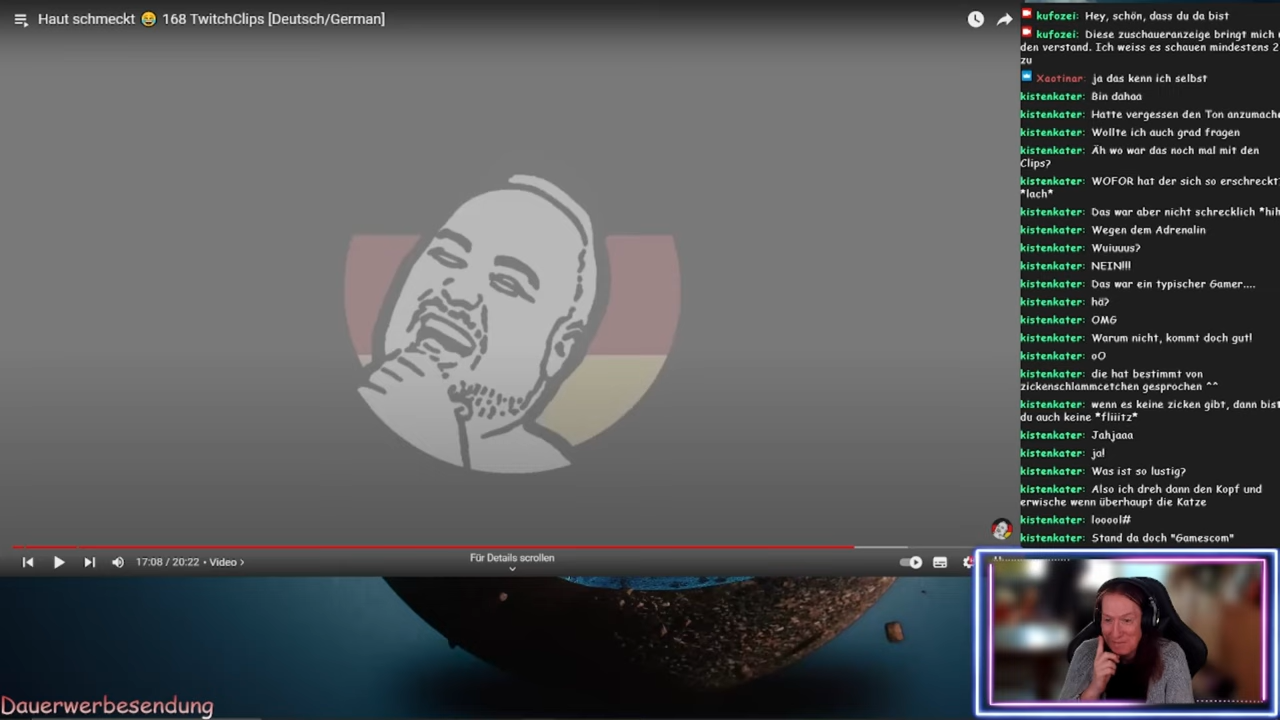 Haut schmeckt 😂 168 TwitchClips [Deutsch/German]
kufozei: Hey, schön, dass du da bist
kufozei: Diese zuschaueranzeige bringt mich
den verstand. Ich weiss es schauen mindestens 2
zu
Xaotinar: ja das kenn ich selbst
kistenkater: Bin dahaa
kistenkater: Hatte vergessen den Ton anzumache
kistenkater: Wollte ich auch grad fragen
kistenkater: Äh wo war das noch mal mit den
Clips?
kistenkater: WOFOR hat der sich so erschreckt
*lach*
kistenkater: Das war aber nicht schrecklich *hih
kistenkater: Wegen dem Adrenalin
kistenkater: Wuiuuus?
kistenkater: NEIN!!!
kistenkater: Das war ein typischer Gamer....
kistenkater: hä?
kistenkater: OMG
kistenkater: Warum nicht, kommt doch gut!
kistenkater: oO
kistenkater: die hat bestimmt von
zickenschlammcetchen gesprochen ^^
kistenkater: wenn es keine zicken gibt, dann bist
du auch keine *fliiitz*
kistenkater: Jahjaaa
kistenkater: ja!
kistenkater: Was ist so lustig?
kistenkater: Also ich dreh dann den Kopf und
erwische wenn überhaupt die Katze
kistenkater: looool#
kistenkater: Stand da doch "Gamescom"
17:08 / 20:22 • Video ›
Für Details scrollen
Dauerwerbesendung